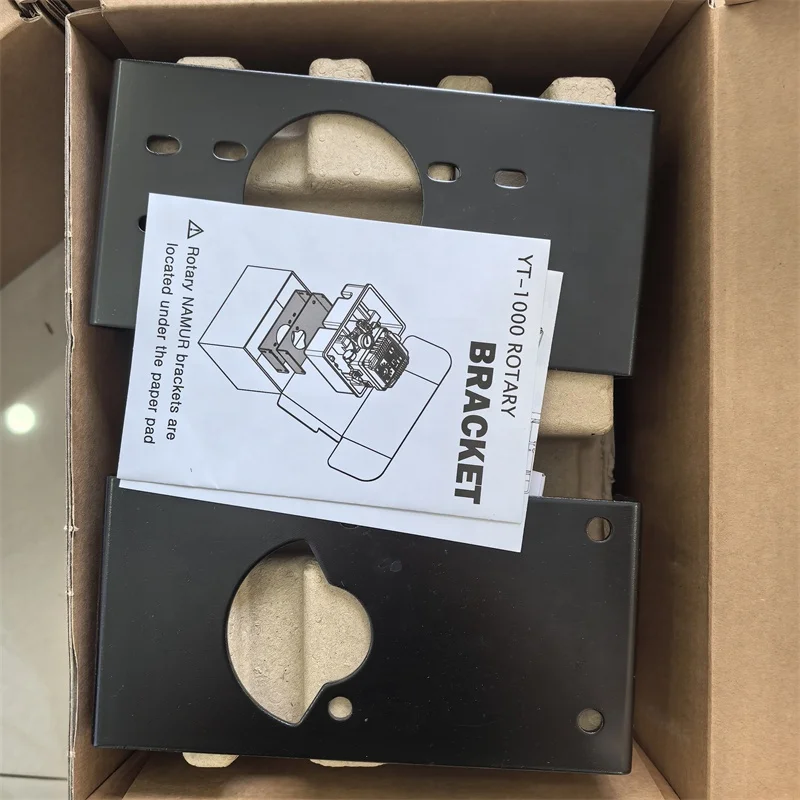 YT-1000 ROTARY
BRACKET
⚠ Rotary NAMUR brackets are
located under the paper pad